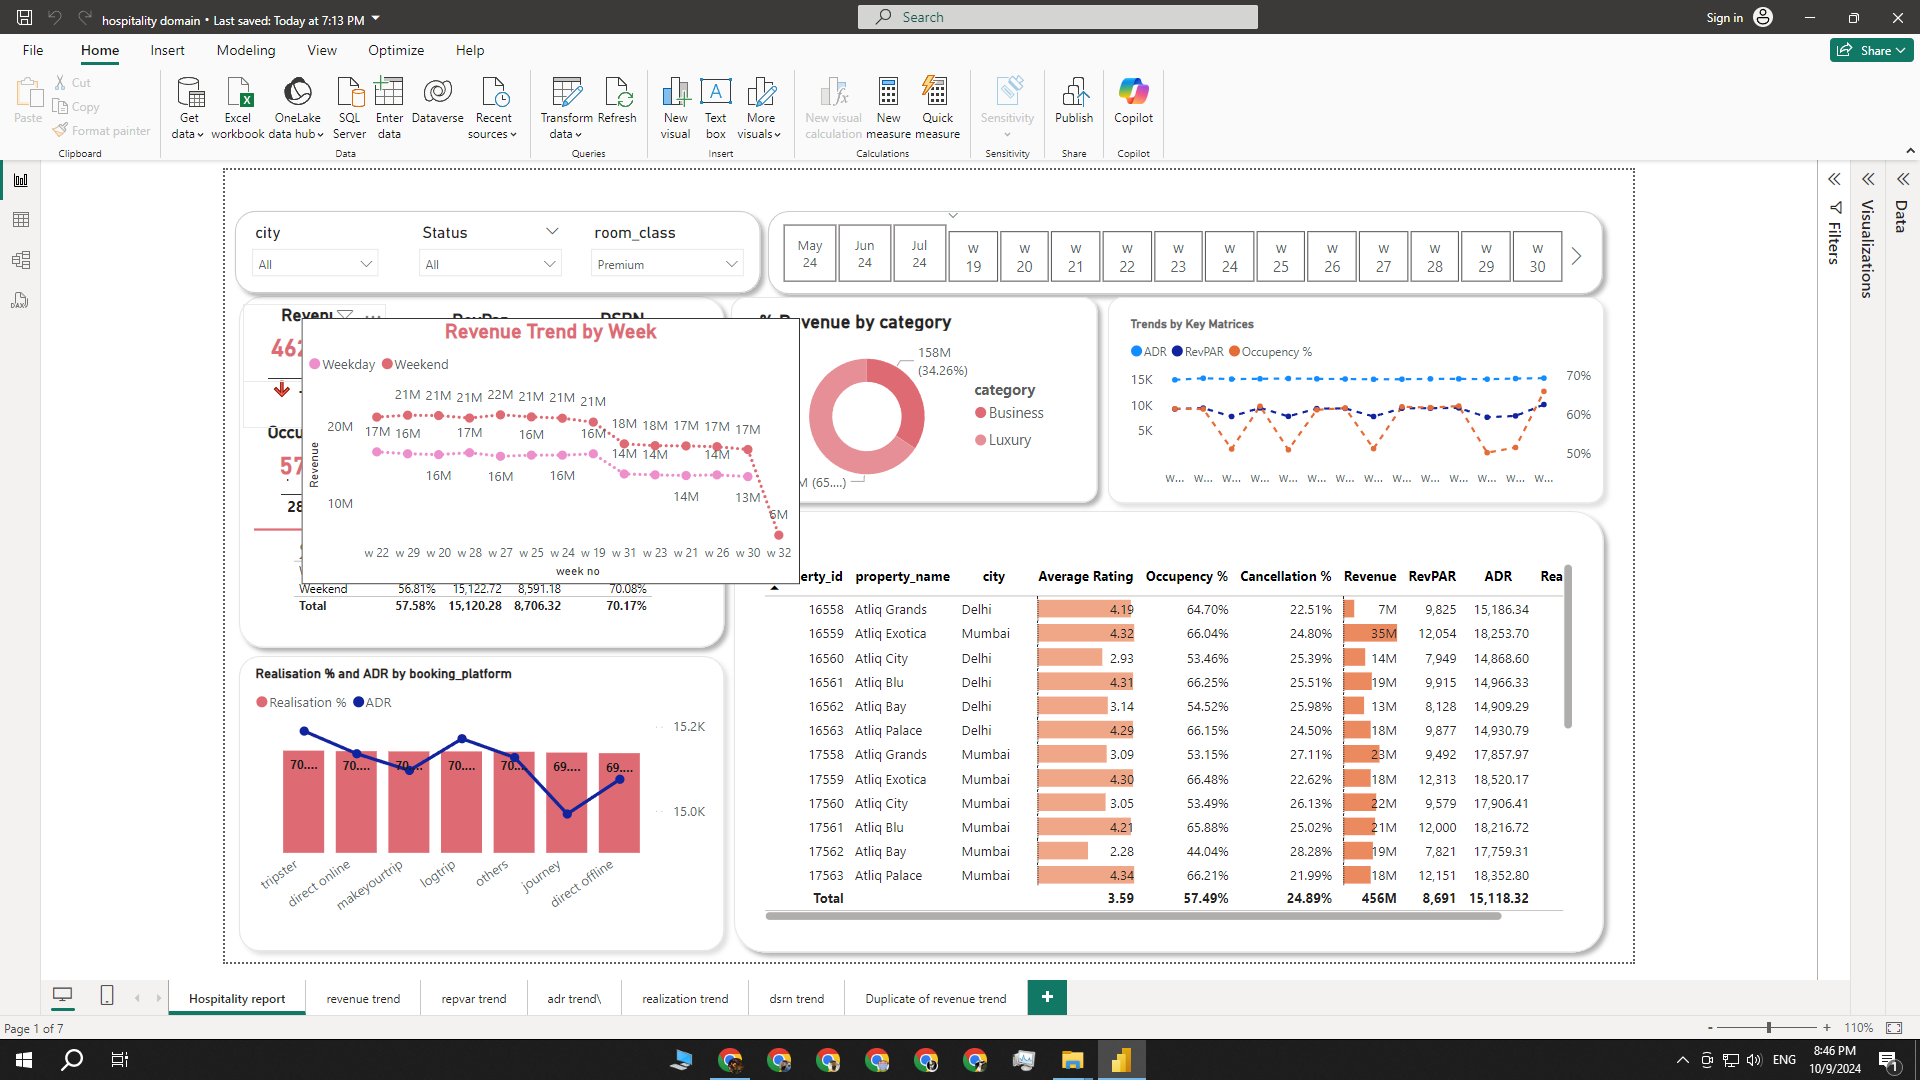 hospitality domain • Last saved: Today at 7:13 PM
Search
Sign in
File Home Insert Modeling View Optimize Help
Share
Paste
Cut
Copy
Format painter
Clipboard
Get data
Excel workbook
OneLake data hub
SQL Server
Enter data
Dataverse
Recent sources
Data
Transform data
Refresh
Queries
New visual
Text box
More visuals
Insert
New visual calculation
New measure
Quick measure
Calculations
Sensitivity
Sensitivity
Publish
Share
Copilot
Copilot
Filters
Visualizations
Data
city
All
Status
All
room_class
Premium
May 24
Jun 24
Jul 24
w 19
w 20
w 21
w 22
w 23
w 24
w 25
w 26
w 27
w 28
w 29
w 30
Revenue Trend by Week
Weekday Weekend
21M 21M 21M 22M 21M 21M 21M 18M 18M 17M 17M 17M
17M 16M 17M 16M 16M 14M 14M 14M
16M 16M 16M 14M 13M 6M
20M
10M
Revenue
w 22 w 29 w 20 w 28 w 27 w 25 w 24 w 19 w 31 w 23 w 21 w 26 w 30 w 32
week no
Weekend 56.81% 15,122.72 8,591.18 70.08%
Total 57.58% 15,120.28 8,706.32 70.17%
venue by category
158M
(34.26%)
M (65....)
category
Business
Luxury
Trends by Key Matrices
ADR RevPAR Occupency %
15K
10K
5K
70%
60%
50%
w... w... w... w... w... w... w... w... w... w... w... w... w... w...
erty_id property_name city Average Rating Occupency % Cancellation % Revenue RevPAR ADR Rea
16558 Atliq Grands Delhi 4.19 64.70% 22.51% 7M 9,825 15,186.34
16559 Atliq Exotica Mumbai 4.32 66.04% 24.80% 35M 12,054 18,253.70
16560 Atliq City Delhi 2.93 53.46% 25.39% 14M 7,949 14,868.60
16561 Atliq Blu Delhi 4.31 66.25% 25.51% 19M 9,915 14,966.33
16562 Atliq Bay Delhi 3.14 54.52% 25.98% 13M 8,128 14,909.29
16563 Atliq Palace Delhi 4.29 66.15% 24.50% 18M 9,877 14,930.79
17558 Atliq Grands Mumbai 3.09 53.15% 27.11% 23M 9,492 17,857.97
17559 Atliq Exotica Mumbai 4.30 66.48% 22.62% 18M 12,313 18,520.17
17560 Atliq City Mumbai 3.05 53.49% 26.13% 22M 9,579 17,906.41
17561 Atliq Blu Mumbai 4.21 65.88% 25.02% 21M 12,000 18,216.72
17562 Atliq Bay Mumbai 2.28 44.04% 28.28% 19M 7,821 17,759.31
17563 Atliq Palace Mumbai 4.34 66.21% 21.99% 18M 12,151 18,352.80
Total 3.59 57.49% 24.89% 456M 8,691 15,118.32
Realisation % and ADR by booking_platform
Realisation % ADR
70.... 70.... 70.... 70.... 70.... 69.... 69....
15.2K
15.0K
tripster direct online makeyourtrip logtrip others journey direct offline
Hospitality report revenue trend repvar trend adr trend\ realization trend dsrn trend Duplicate of revenue trend
Page 1 of 7
110%
ENG
8:46 PM
10/9/2024
1